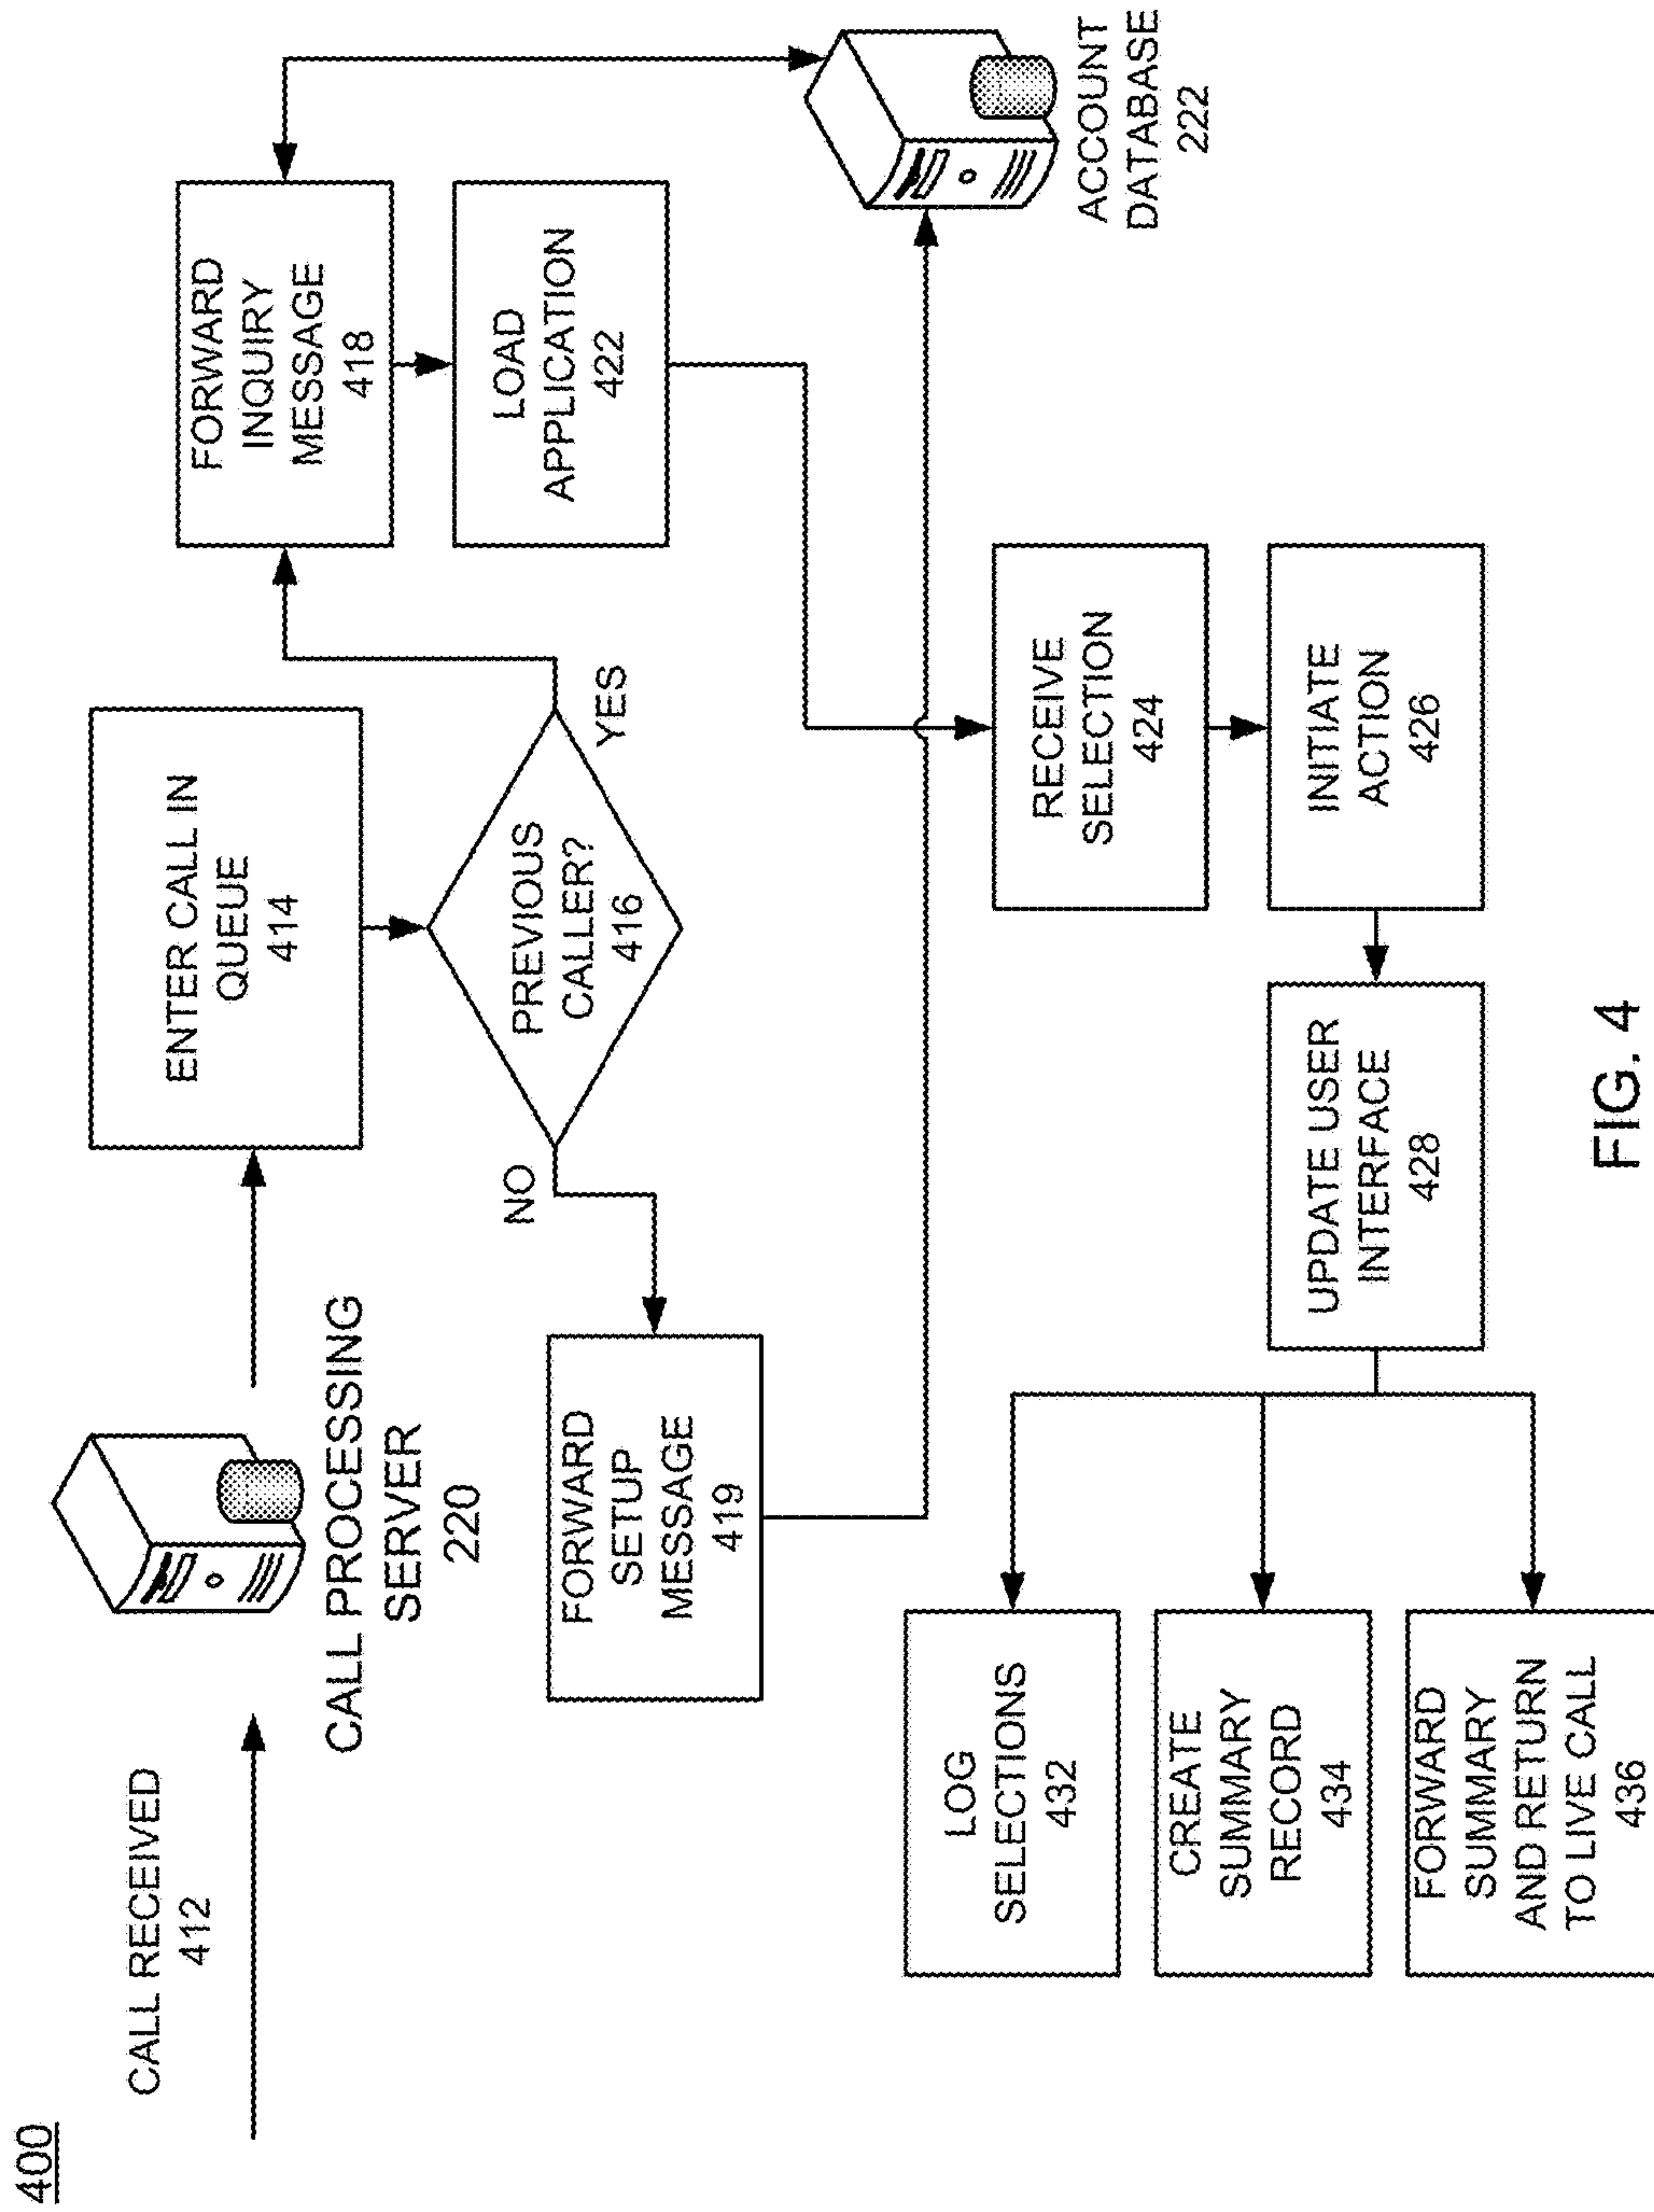 400
CALL RECEIVED
412
CALL PROCESSING
SERVER
220
ENTER CALL IN
QUEUE
414
PREVIOUS
CALLER?
416
NO
YES
FORWARD
INQUIRY
MESSAGE
418
LOAD
APPLICATION
422
FORWARD
SETUP
MESSAGE
419
ACCOUNT
DATABASE
222
RECEIVE
SELECTION
424
INITIATE
ACTION
426
UPDATE USER
INTERFACE
428
LOG
SELECTIONS
432
CREATE
SUMMARY
RECORD
434
FORWARD
SUMMARY
AND RETURN
TO LIVE CALL
436
FIG. 4